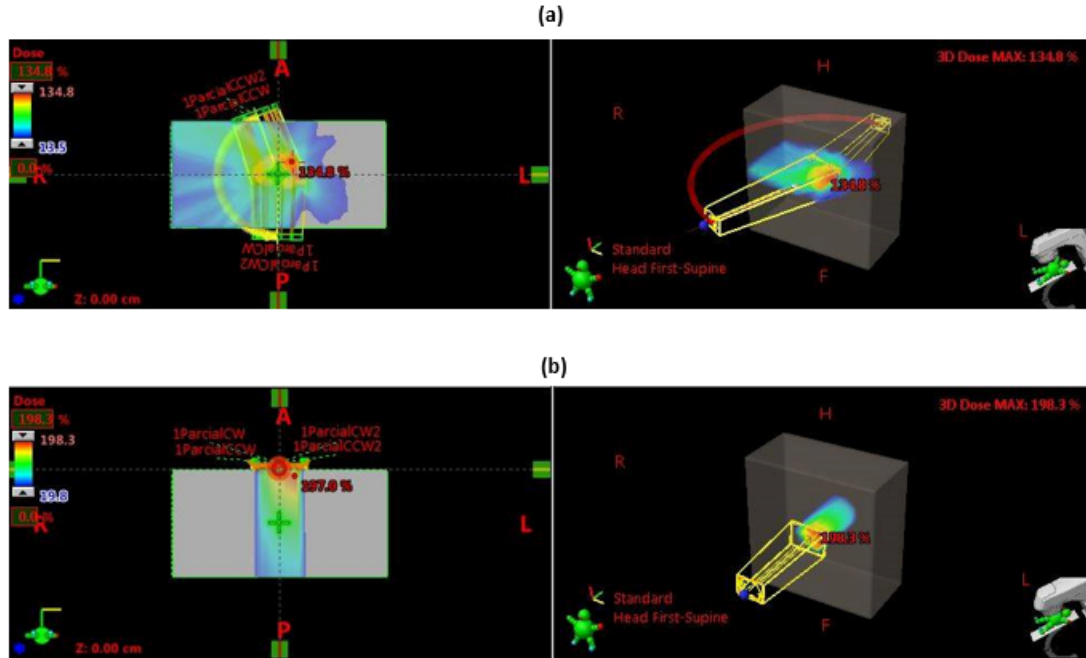 (a)
Dose
134.8 %
134.8
13.5
0.0 %
R
A
1ParcialCCW2
1ParcialCCW
134.8 %
L
1ParcialCW
1ParcialCW2
P
Z: 0.00 cm
3D Dose MAX: 134.8 %
H
R
134.8 %
L
Standard
Head First-Supine
F
(b)
Dose
198.3 %
198.3
19.8
0.0 %
R
A
1ParcialCW
1ParcialCW2
1ParcialCCW
1ParcialCCW2
197.0 %
L
P
Z: 0.00 cm
3D Dose MAX: 198.3 %
H
R
198.3 %
L
Standard
Head First-Supine
F